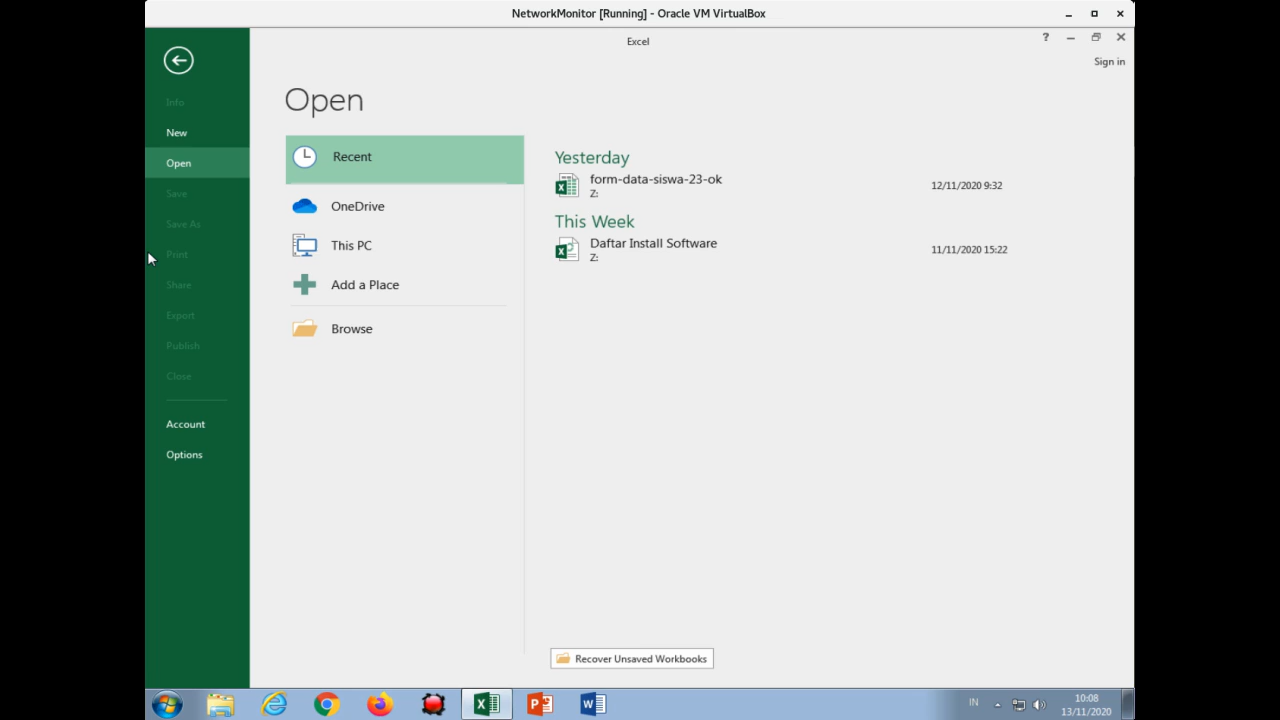 NetworkMonitor [Running] - Oracle VM VirtualBox
Excel
?
Sign in
Info
New
Open
Save
Save As
Print
Share
Export
Publish
Close
Account
Options
Open
Recent
OneDrive
This PC
Add a Place
Browse
Yesterday
form-data-siswa-23-ok
Z:
12/11/2020 9:32
This Week
Daftar Install Software
Z:
11/11/2020 15:22
Recover Unsaved Workbooks
IN
10:08
13/11/2020